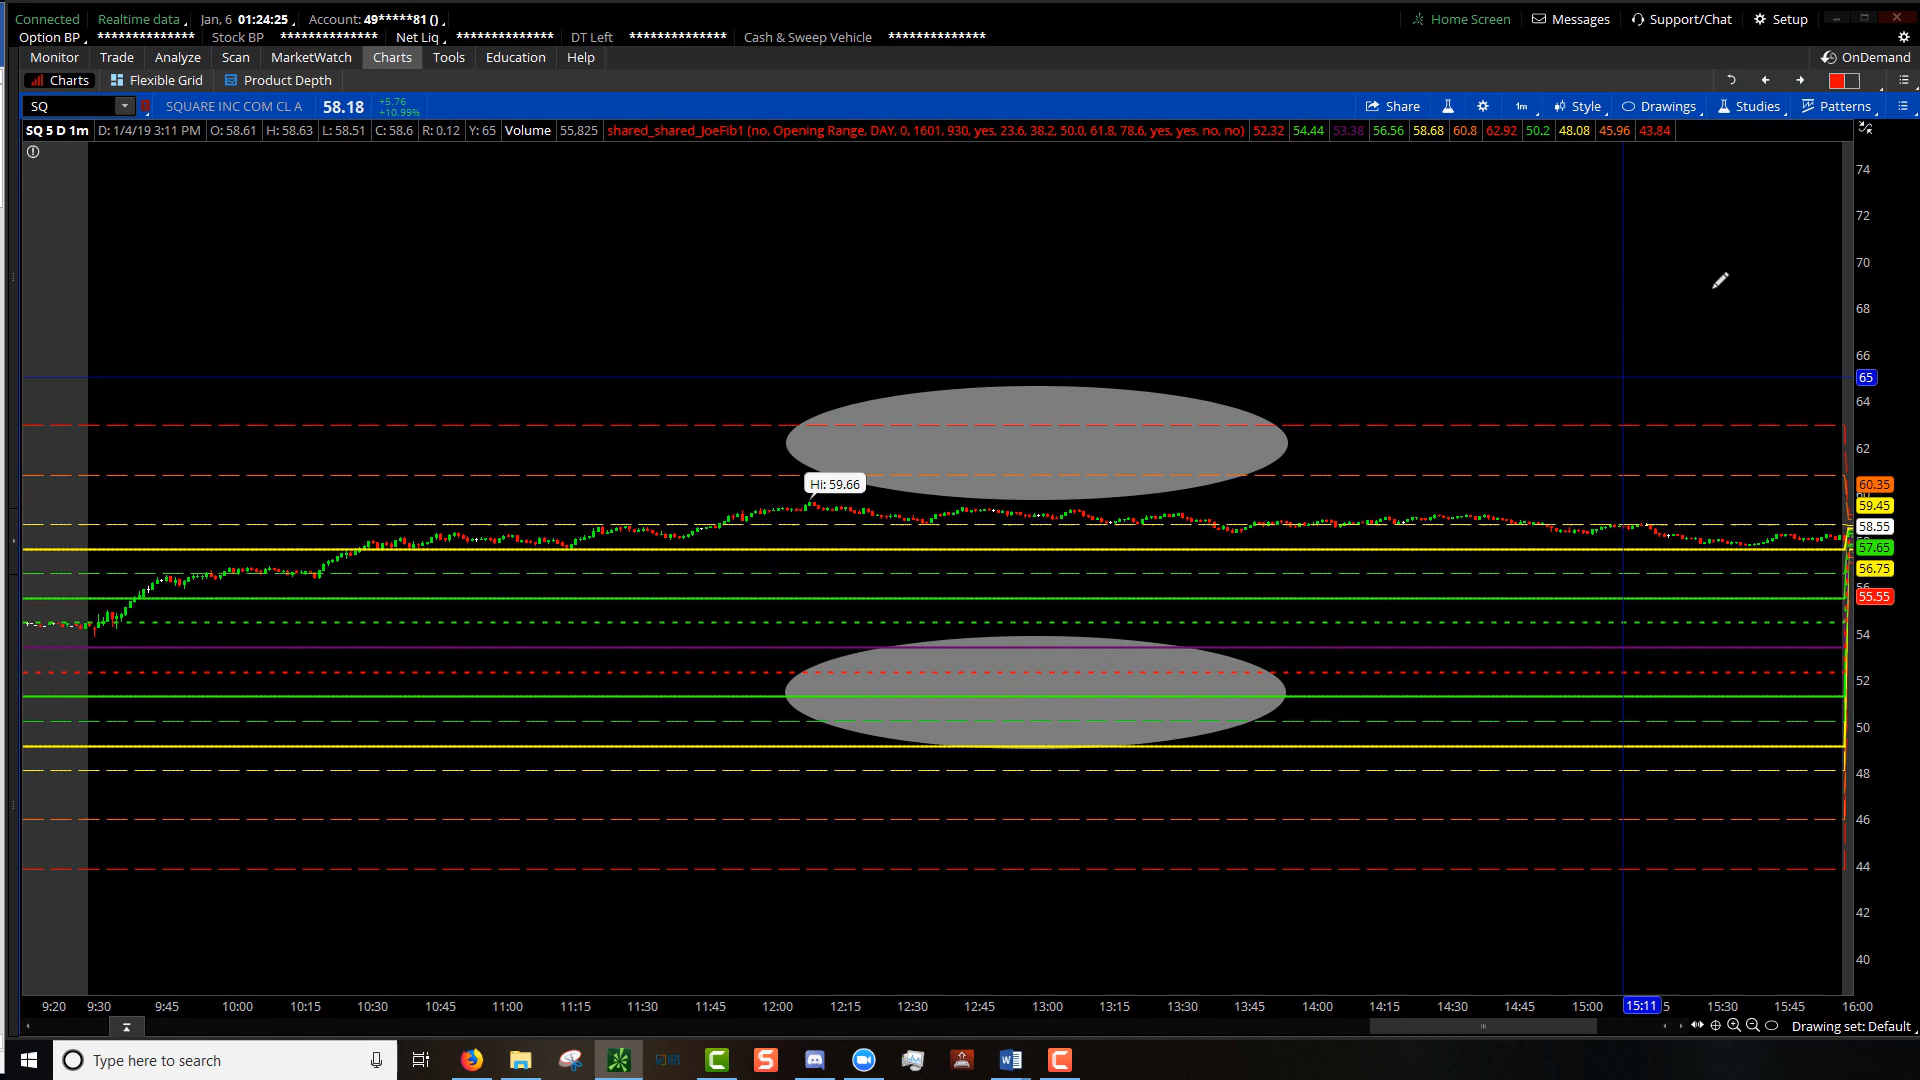 Connected Realtime data Jan, 6 01:24:25 Account: 49*****81 () Home Screen Messages Support/Chat Setup
Option BP ************** Stock BP ************** Net Liq ************** DT Left ************** Cash & Sweep Vehicle **************
Monitor Trade Analyze Scan MarketWatch Charts Tools Education Help OnDemand
Charts Flexible Grid Product Depth
SQ SQUARE INC COM CL A 58.18 +5.76 +10.99% Share 1m Style Drawings Studies Patterns
SQ 5 D 1m D: 1/4/19 3:11 PM O: 58.61 H: 58.63 L: 58.51 C: 58.6 R: 0.12 Y: 65 Volume 55,825 shared_shared_JoeFib1 (no, Opening Range, DAY, 0, 1601, 930, yes, 23.6, 38.2, 50.0, 61.8, 78.6, yes, yes, no, no) 52.32 54.44 53.38 56.56 58.68 60.8 62.92 50.2 48.08 45.96 43.84
74
72
70
68
66
65
64
62
Hi: 59.66
60.35
59.45
58.55
57.65
56.75
55.55
54
52
50
48
46
44
42
40
9:20 9:30 9:45 10:00 10:15 10:30 10:45 11:00 11:15 11:30 11:45 12:00 12:15 12:30 12:45 13:00 13:15 13:30 13:45 14:00 14:15 14:30 14:45 15:00 15:11 15:30 15:45 16:00
Drawing set: Default
Type here to search